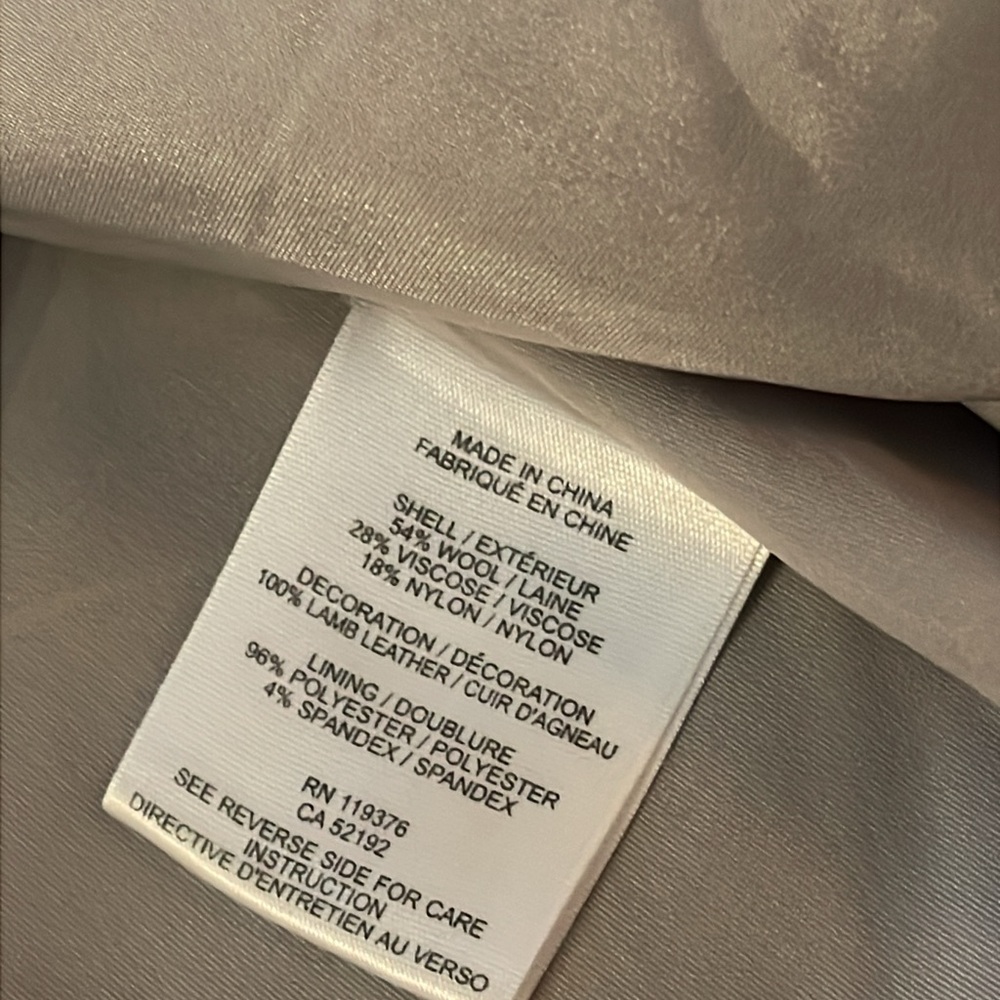 MADE IN CHINA
FABRIQUÉ EN CHINE
SHELL / EXTÉRIEUR
54% WOOL / LAINE
28% VISCOSE / VISCOSE
18% NYLON / NYLON
DECORATION / DÉCORATION
100% LAMB LEATHER / CUIR D'AGNEAU
LINING / DOUBLURE
96% POLYESTER / POLYESTER
4% SPANDEX / SPANDEX
RN 119376
CA 52192
SEE REVERSE SIDE FOR CARE
INSTRUCTION
DIRECTIVE D'ENTRETIEN AU VERSO